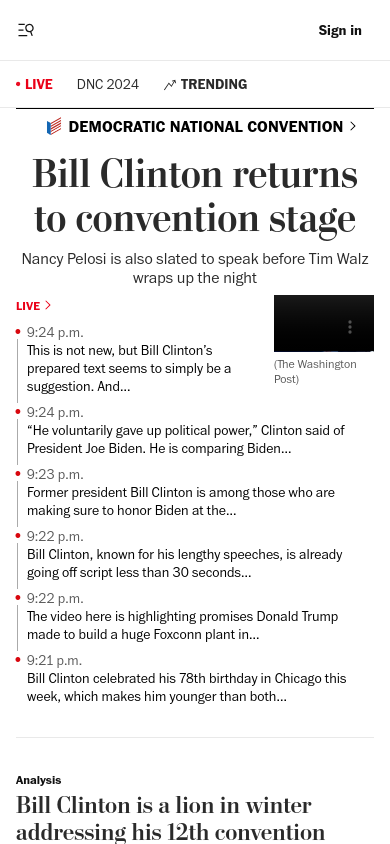 Sign in
LIVE DNC 2024 TRENDING
DEMOCRATIC NATIONAL CONVENTION
Bill Clinton returns
to convention stage
Nancy Pelosi is also slated to speak before Tim Walz
wraps up the night
LIVE
9:24 p.m.
This is not new, but Bill Clinton’s
prepared text seems to simply be a
suggestion. And...
(The Washington
Post)
9:24 p.m.
“He voluntarily gave up political power,” Clinton said of
President Joe Biden. He is comparing Biden...
9:23 p.m.
Former president Bill Clinton is among those who are
making sure to honor Biden at the...
9:22 p.m.
Bill Clinton, known for his lengthy speeches, is already
going off script less than 30 seconds...
9:22 p.m.
The video here is highlighting promises Donald Trump
made to build a huge Foxconn plant in...
9:21 p.m.
Bill Clinton celebrated his 78th birthday in Chicago this
week, which makes him younger than both...
Analysis
Bill Clinton is a lion in winter
addressing his 12th convention